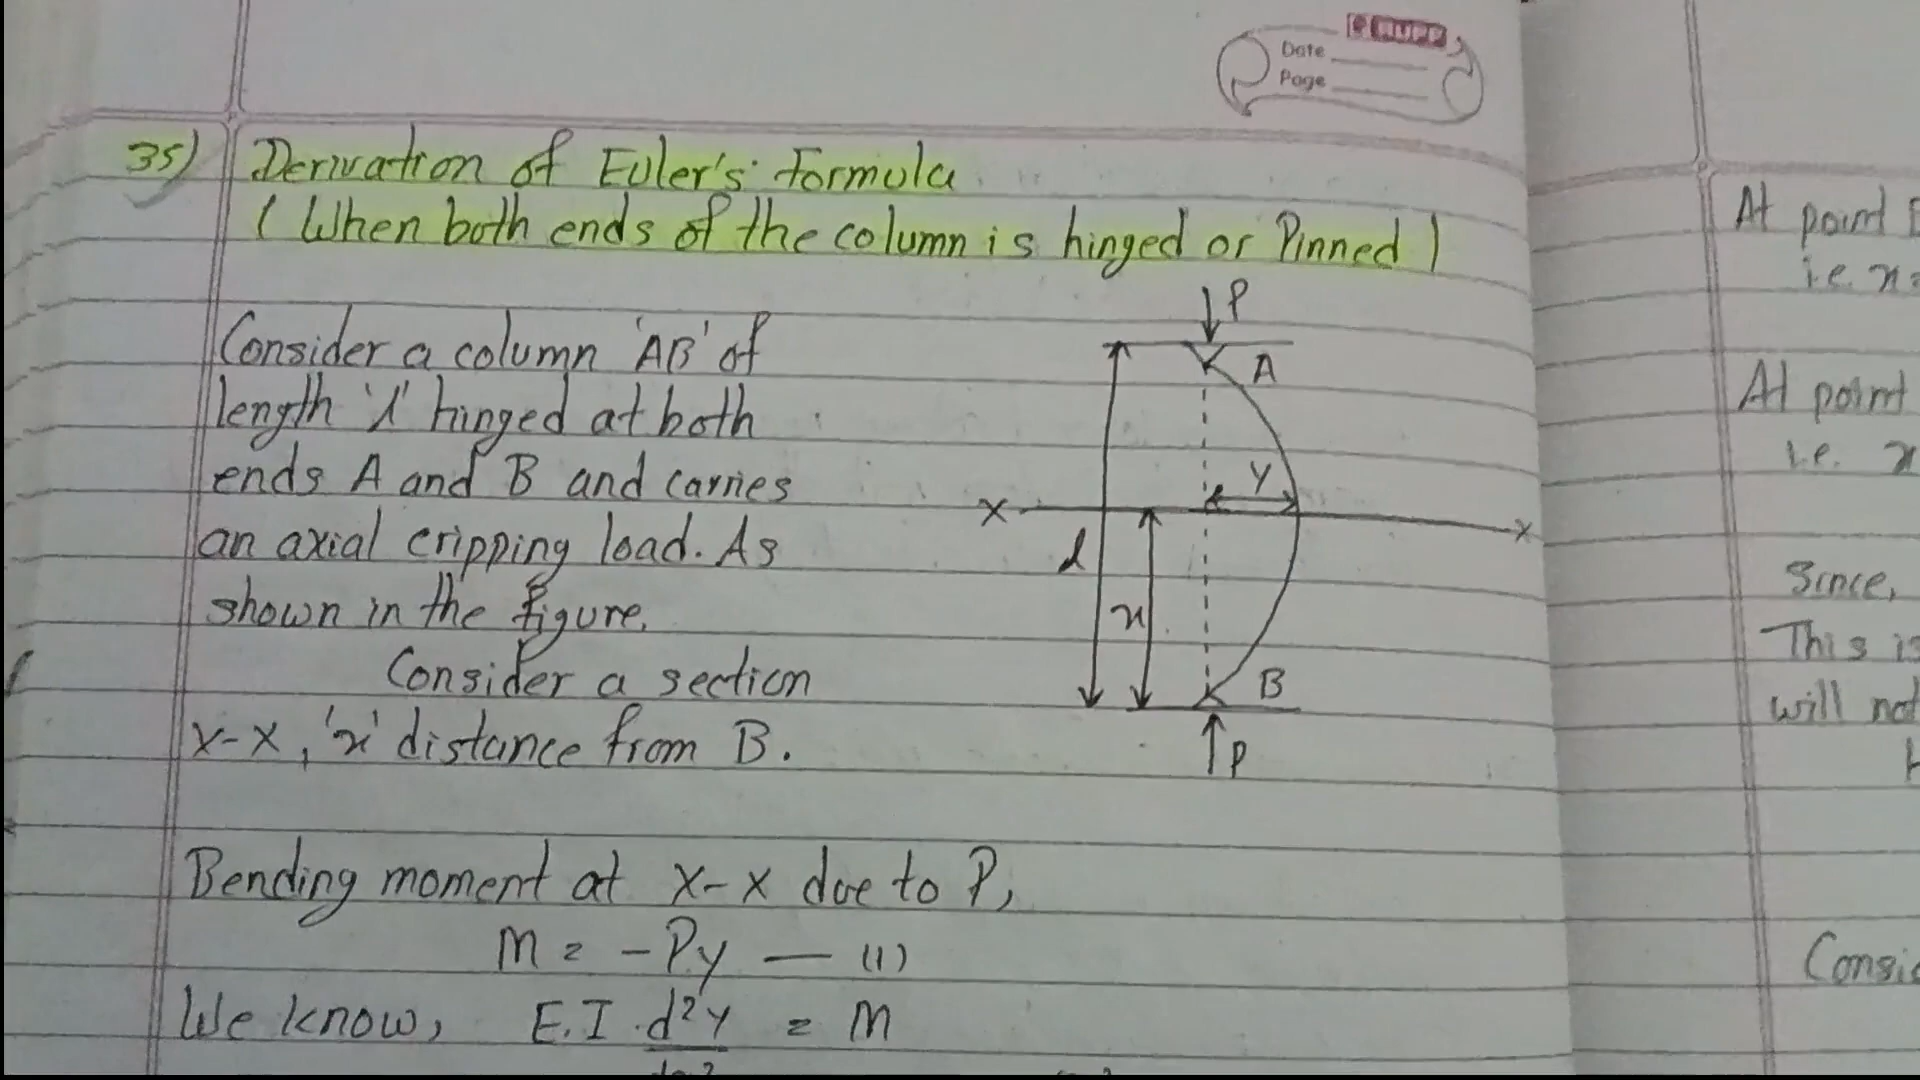 Date
Page
35) Derivation of Euler's formula
(When both ends of the column is hinged or Pinned)
Consider a column 'AB' of
length 'l' hinged at both
ends A and B and carries
an axial cripping load. As
shown in the figure.
Consider a section
X-X, 'x' distance from B.
P
A
Y
X
X
l
x
B
P
Bending moment at X-X due to P,
M = -Py — (1)
We know, E.I. d²y = M
At point
i.e. x=
At point
i.e. x
Since,
This is
will not